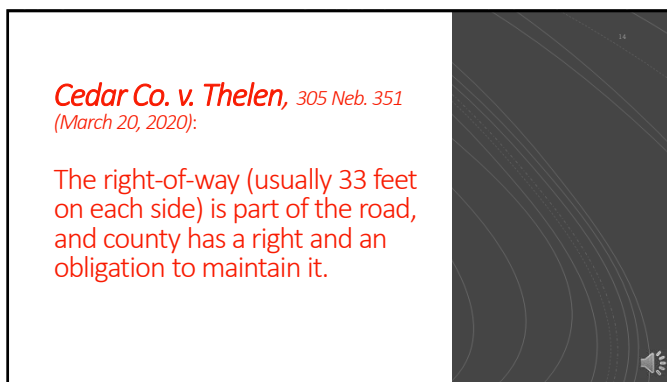 14
Cedar Co. v. Thelen, 305 Neb. 351
(March 20, 2020):
The right-of-way (usually 33 feet
on each side) is part of the road,
and county has a right and an
obligation to maintain it.